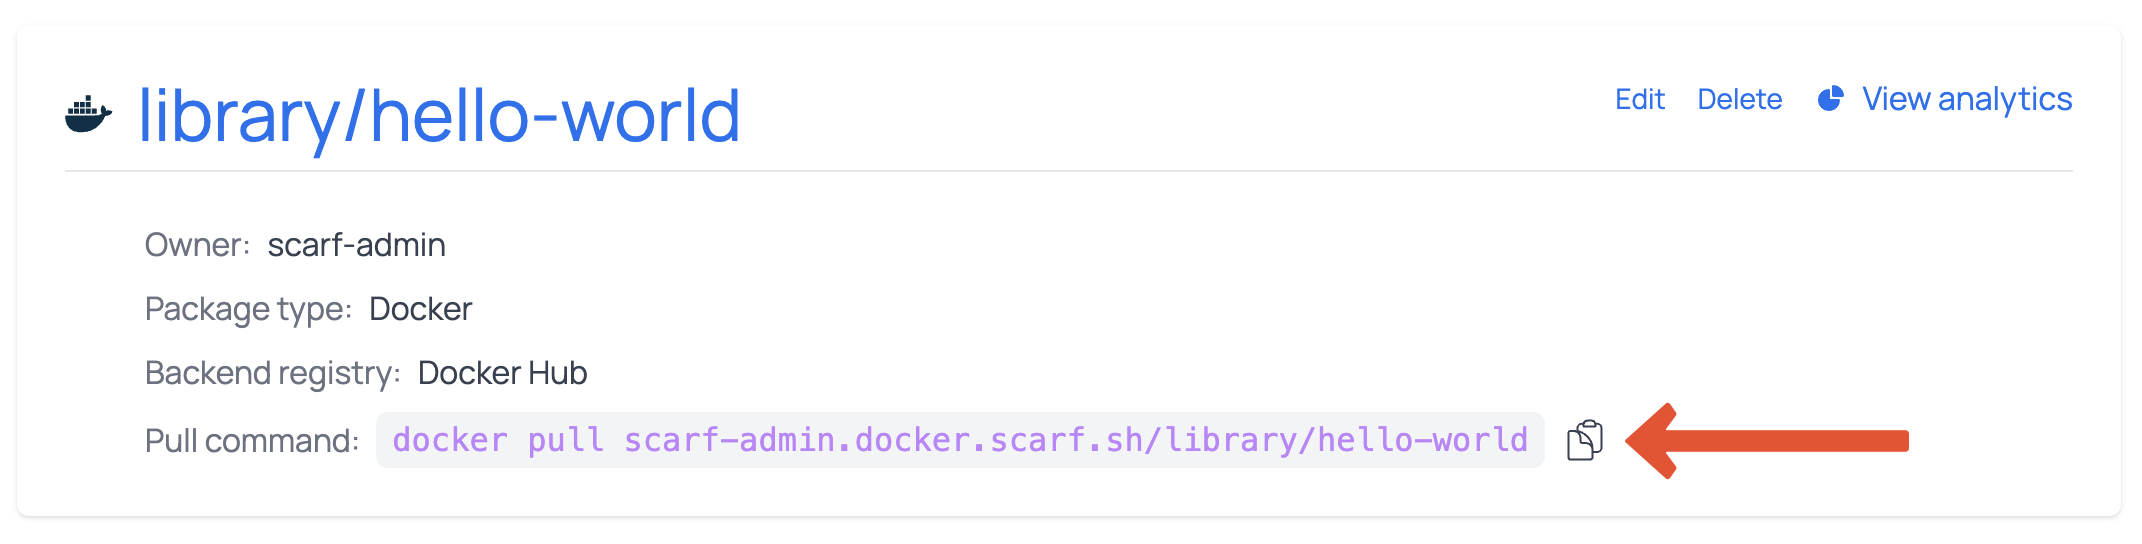 library/hello-world
Edit Delete View analytics
Owner: scarf-admin
Package type: Docker
Backend registry: Docker Hub
Pull command: docker pull scarf-admin.docker.scarf.sh/library/hello-world